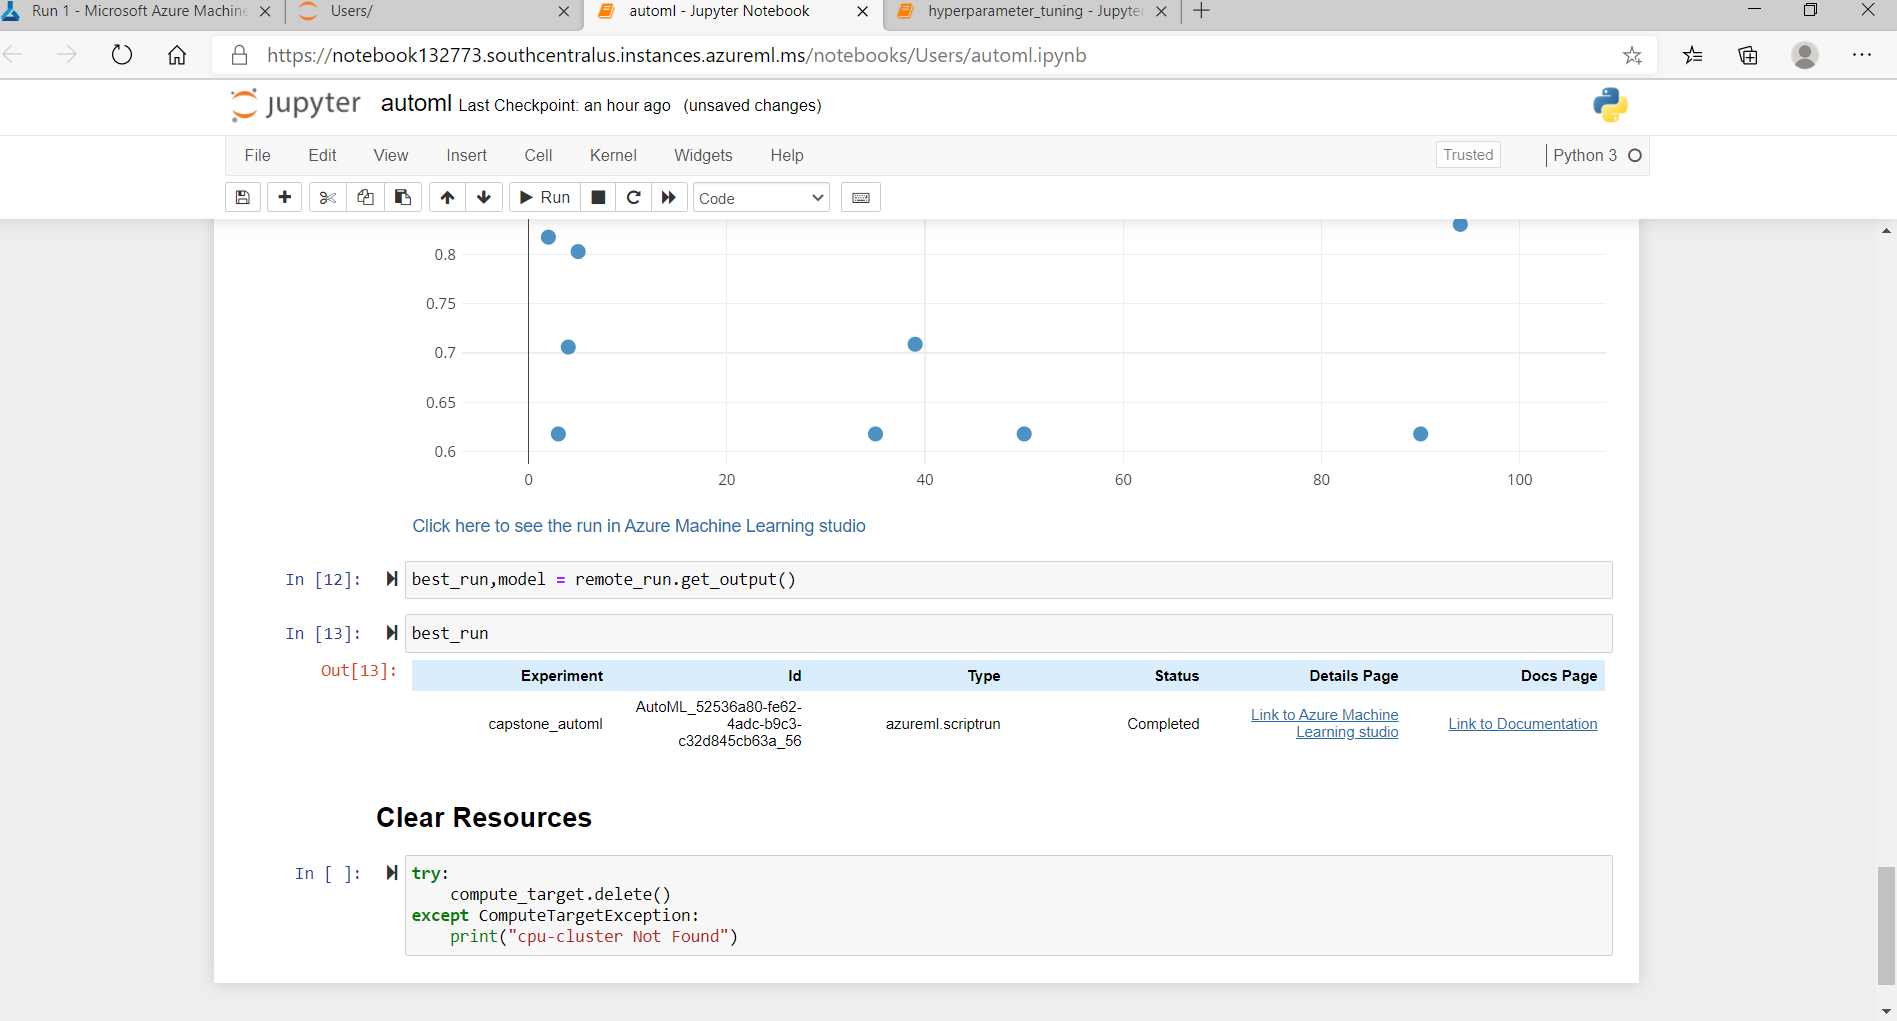 Run 1 - Microsoft Azure Machine
Users/
automl - Jupyter Notebook
hyperparameter_tuning - Jupyter
https://notebook132773.southcentralus.instances.azureml.ms/notebooks/Users/automl.ipynb
jupyter automl Last Checkpoint: an hour ago (unsaved changes)
File Edit View Insert Cell Kernel Widgets Help Trusted Python 3
Run Code
0.8
0.75
0.7
0.65
0.6
0 20 40 60 80 100
Click here to see the run in Azure Machine Learning studio
In [12]: best_run,model = remote_run.get_output()
In [13]: best_run
Out[13]: Experiment Id Type Status Details Page Docs Page
capstone_automl AutoML_52536a80-fe62-4adc-b9c3-c32d845cb63a_56 azureml.scriptrun Completed Link to Azure Machine Learning studio Link to Documentation
Clear Resources
In [ ]: try:
compute_target.delete()
except ComputeTargetException:
print("cpu-cluster Not Found")